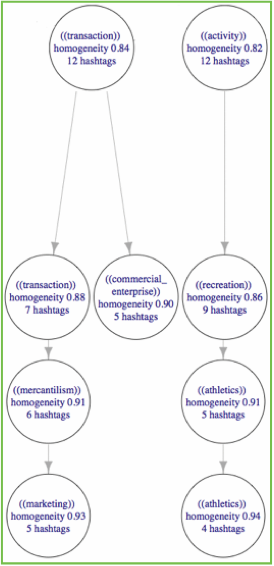 ((transaction))
homogeneity 0.84
12 hashtags
((activity))
homogeneity 0.82
12 hashtags
((transaction))
homogeneity 0.88
7 hashtags
((commercial_
enterprise))
homogeneity 0.90
5 hashtags
((recreation))
homogeneity 0.86
9 hashtags
((mercantilism))
homogeneity 0.91
6 hashtags
((athletics))
homogeneity 0.91
5 hashtags
((marketing))
homogeneity 0.93
5 hashtags
((athletics))
homogeneity 0.94
4 hashtags